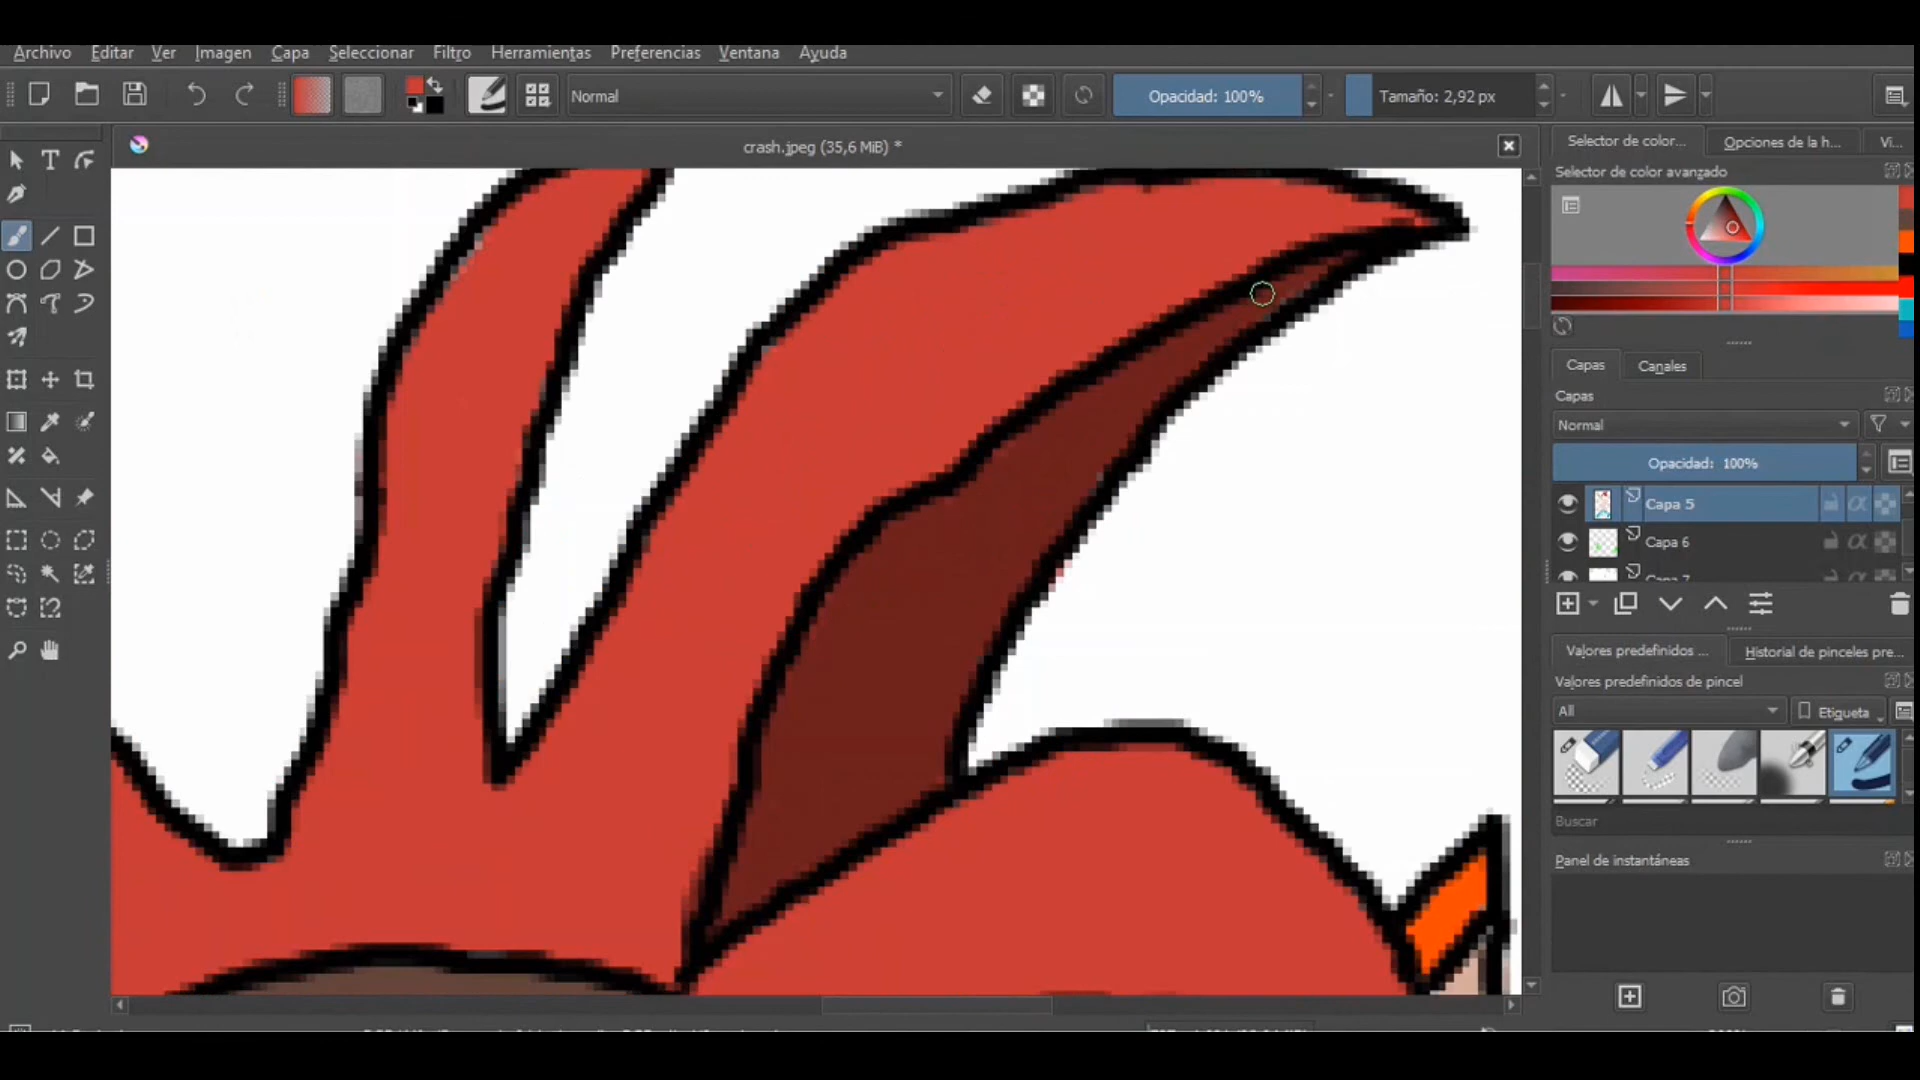 Archivo Editar Ver Imagen Capa Seleccionar Filtro Herramientas Preferencias Ventana Ayuda
Normal Opacidad: 100% Tamaño: 2,92 px
crash.jpeg (35,6 MiB) *
Selector de color... Opciones de la h... Vi...
Selector de color avanzado
Capas Canales
Capas
Normal
Opacidad: 100%
Capa 5
Capa 6
Capa 7
Valores predefinidos ... Historial de pinceles pre...
Valores predefinidos de pincel
All Etiqueta
Buscar
Panel de instantáneas